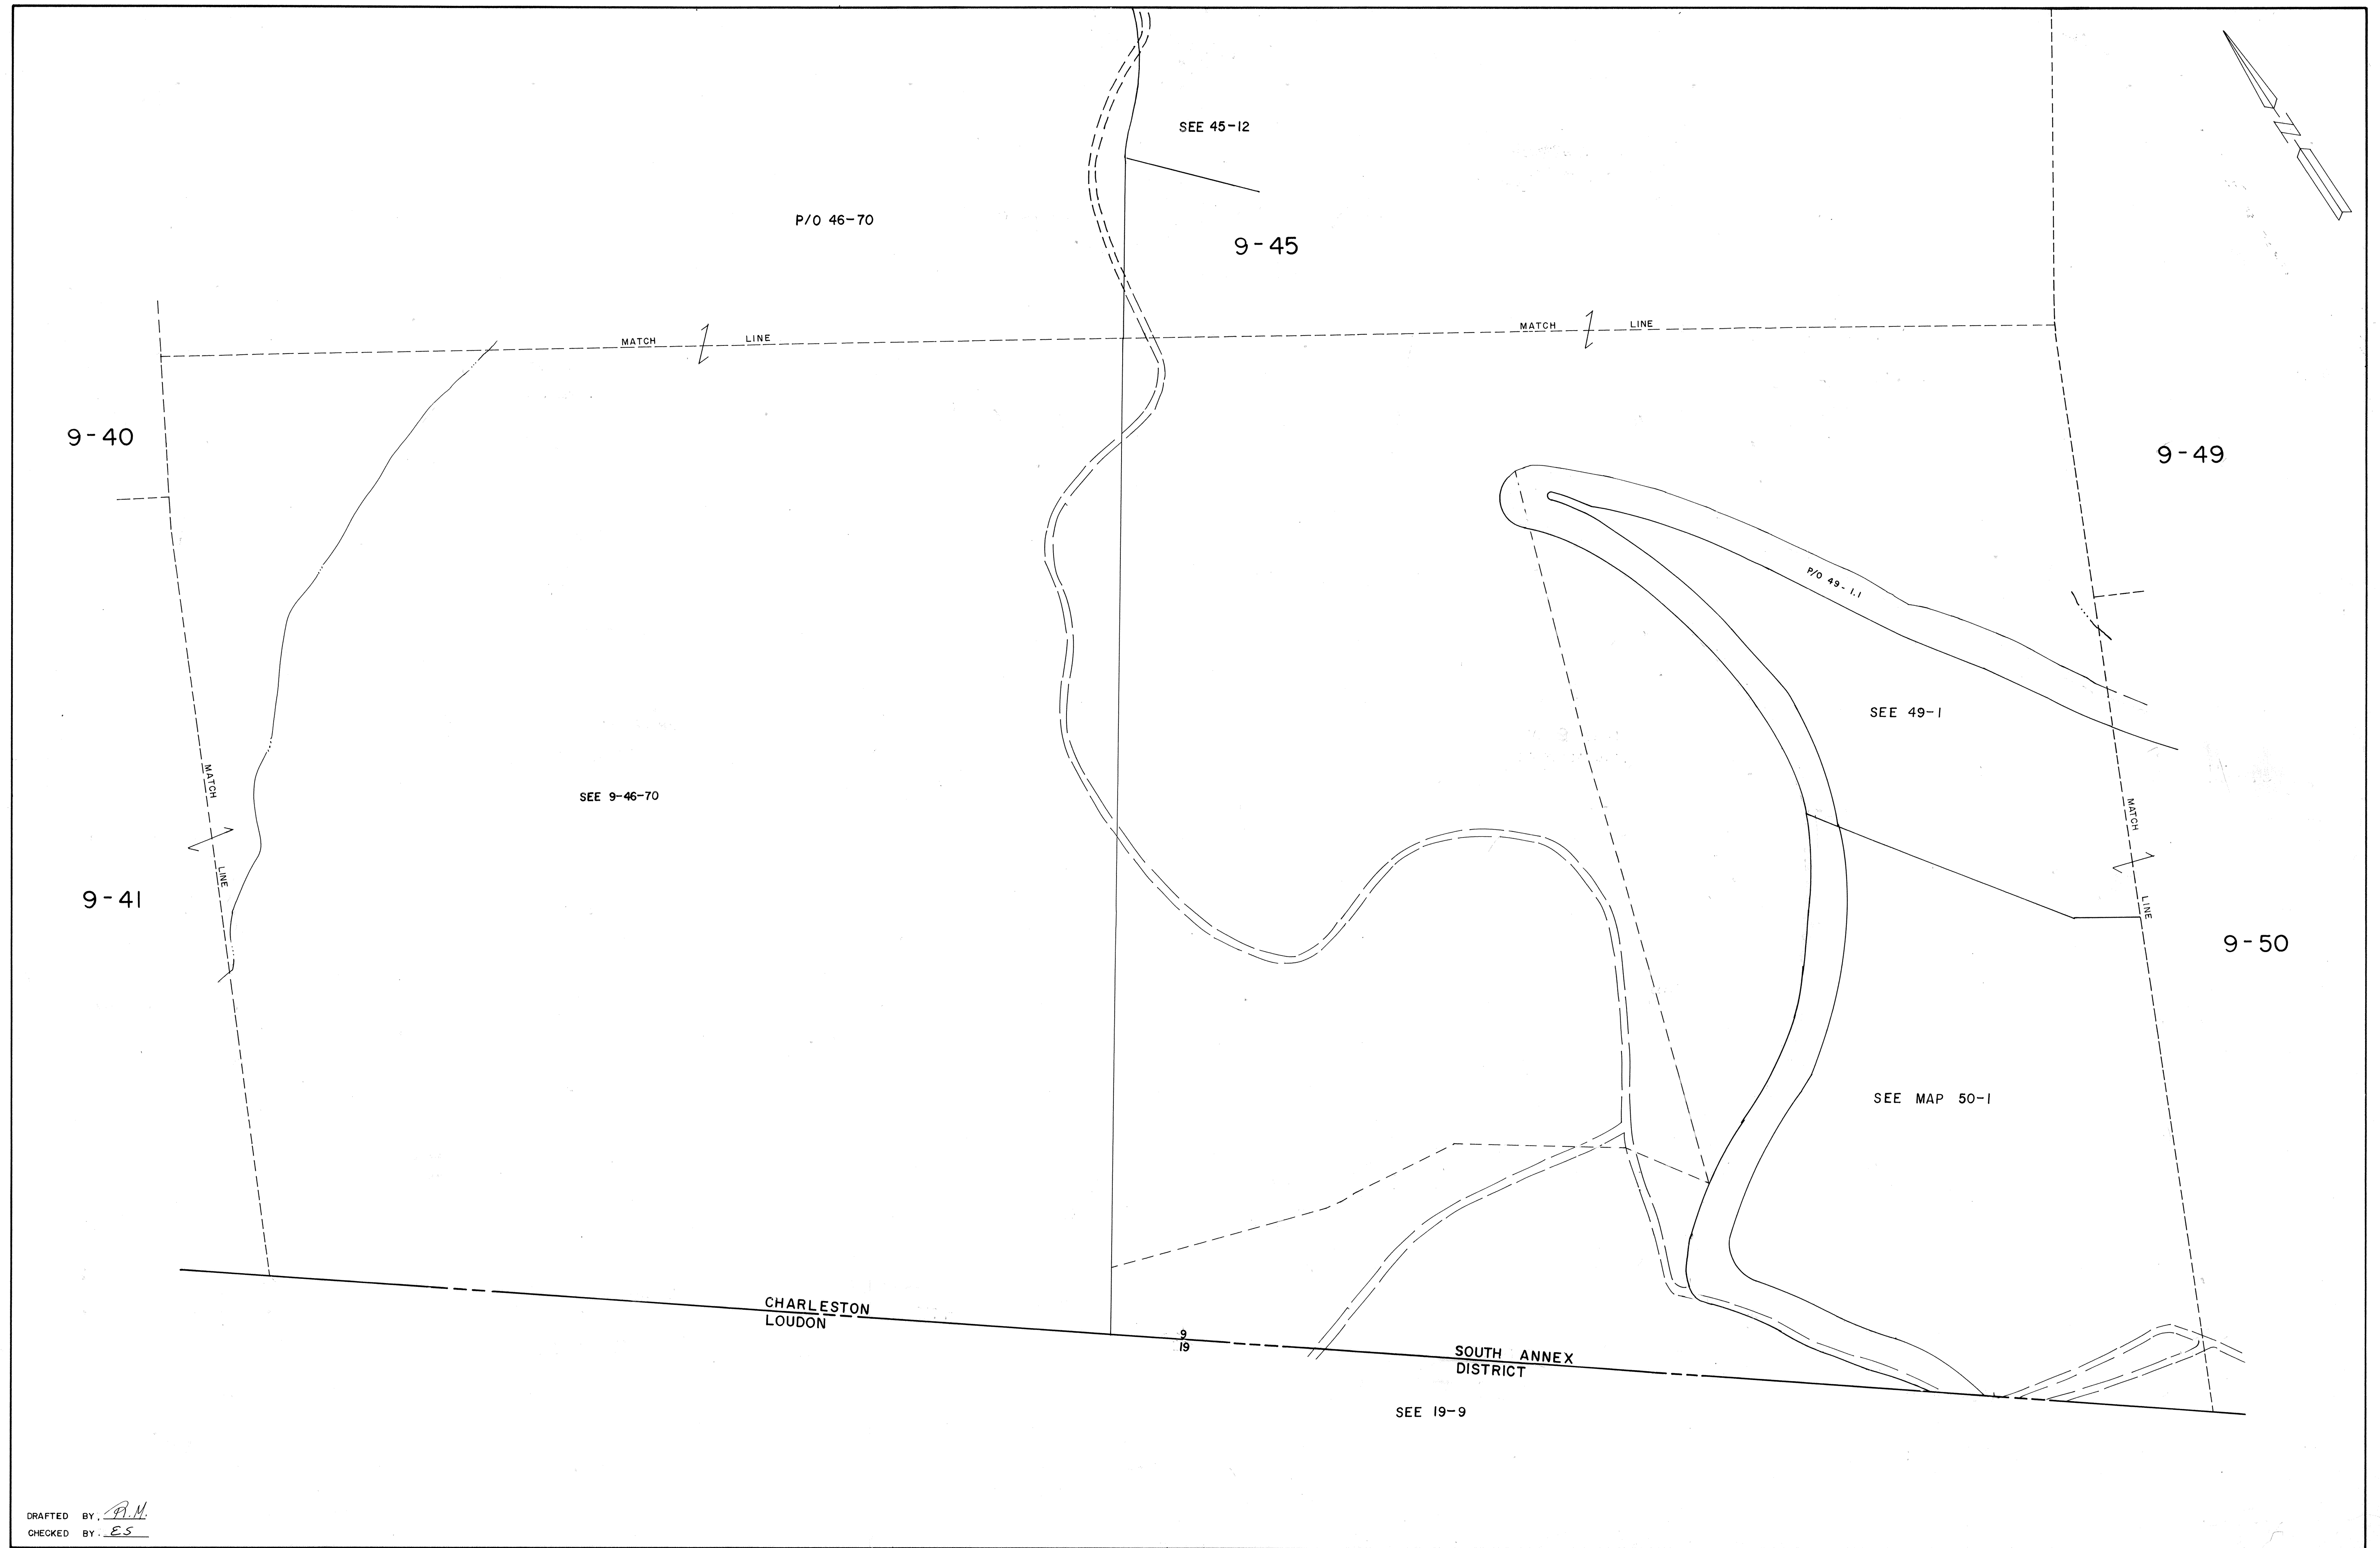 SEE 45-12
P/O 46-70
9-45
MATCH LINE
MATCH LINE
9-40
9-49
P/O 49-1.1
SEE 49-1
MATCH LINE
SEE 9-46-70
MATCH LINE
9-41
9-50
SEE MAP 50-1
CHARLESTON
LOUDON
9
19
SOUTH ANNEX
DISTRICT
SEE 19-9
DRAFTED BY. R.M.
CHECKED BY. ES